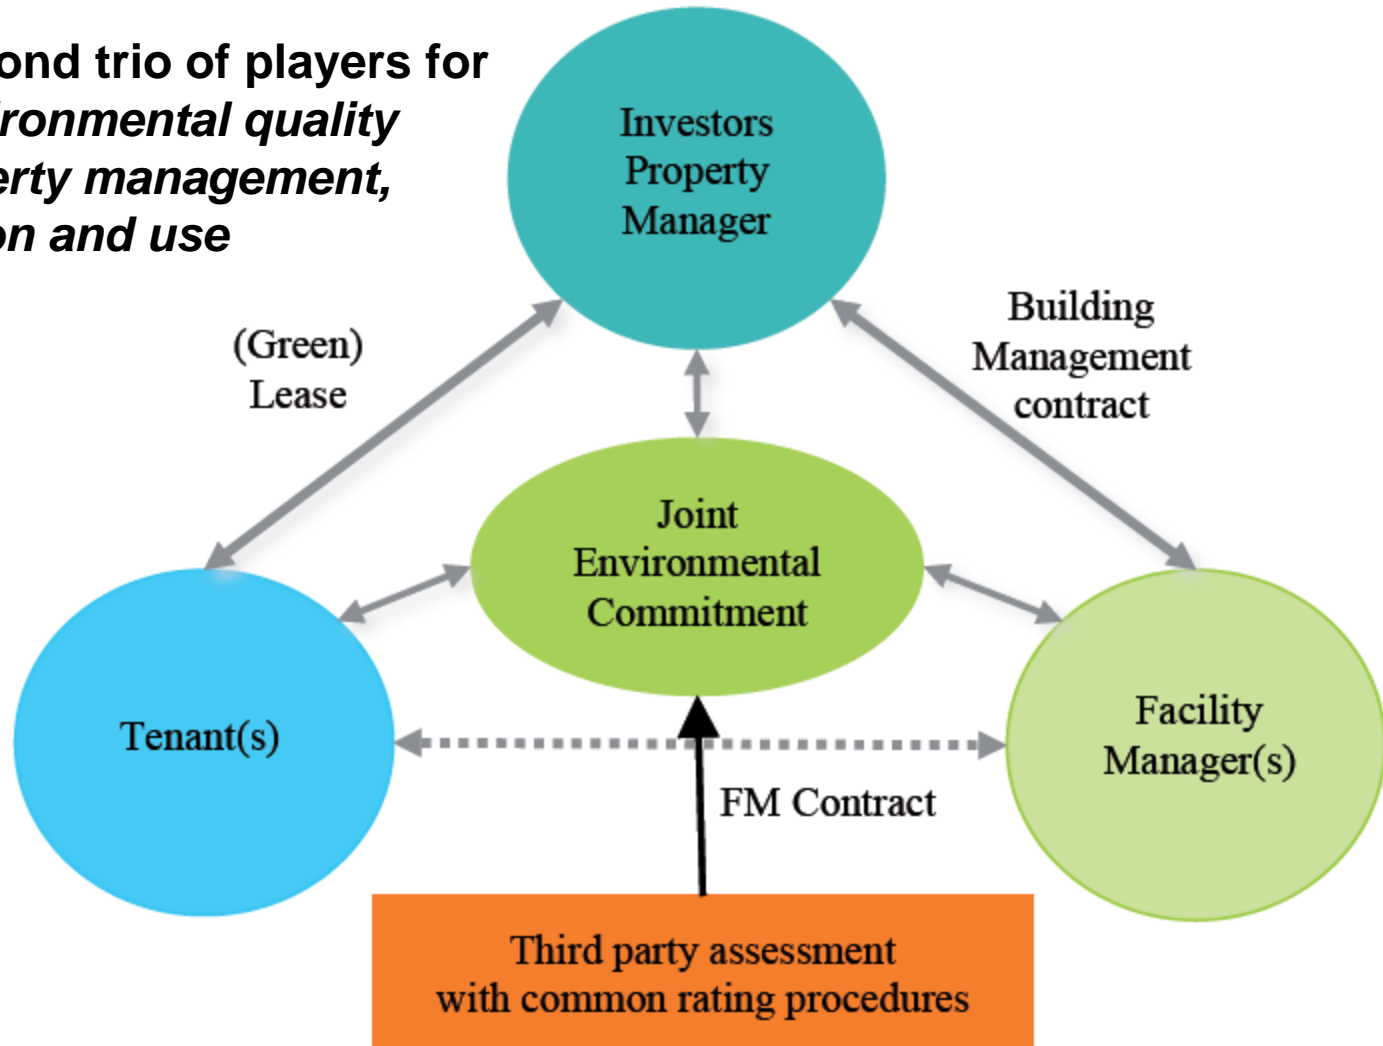 ond trio of players for
ironmental quality
erty management,
on and use
Investors
Property
Manager
(Green)
Lease
Building
Management
contract
Joint
Environmental
Commitment
Tenant(s)
Facility
Manager(s)
FM Contract
Third party assessment
with common rating procedures